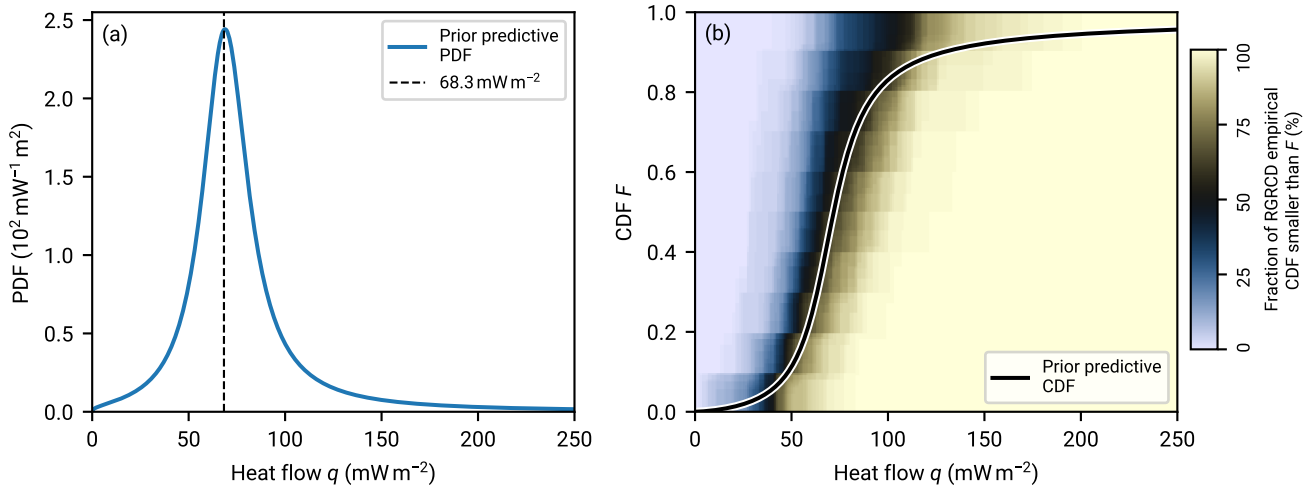 (a)
Prior predictive
PDF
68.3 mW m⁻²
2.5
2.0
1.5
1.0
0.5
0.0
PDF (10² mW⁻¹ m²)
0 50 100 150 200 250
Heat flow q (mW m⁻²)
(b)
1.0
0.8
0.6
0.4
0.2
0.0
CDF F
Prior predictive
CDF
0 50 100 150 200 250
Heat flow q (mW m⁻²)
100
75
50
25
0
Fraction of RGRCD empirical
CDF smaller than F (%)